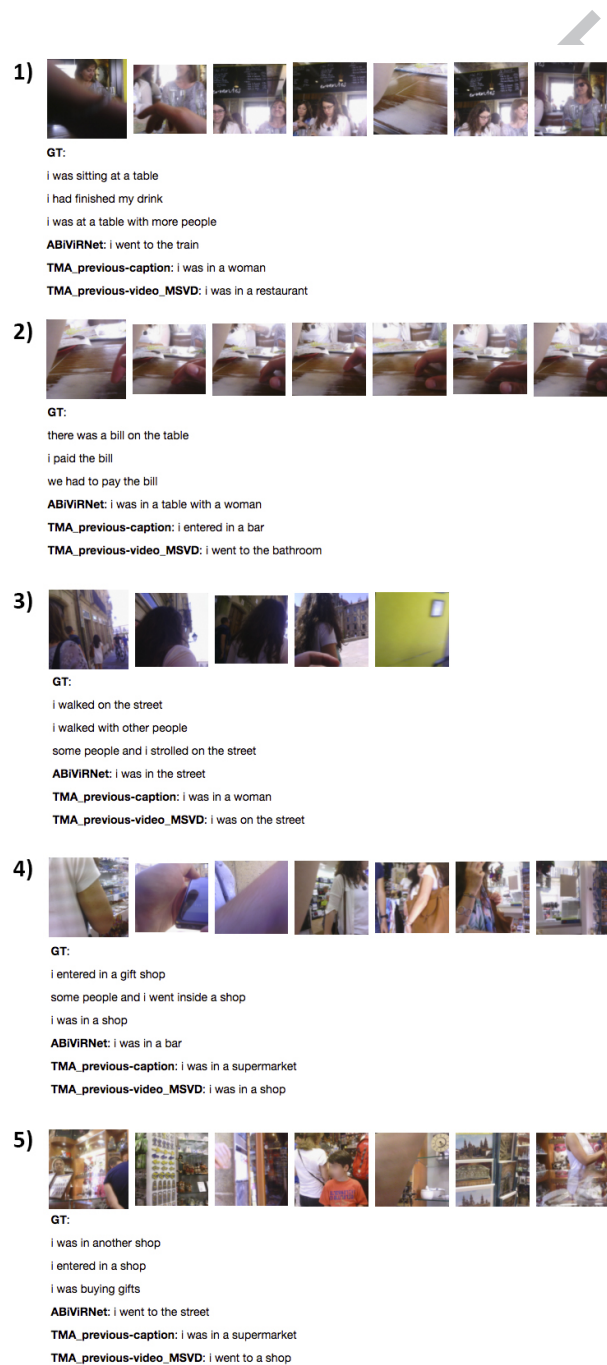 1)
GT:
i was sitting at a table
i had finished my drink
i was at a table with more people
ABiViRNet: i went to the train
TMA_previous-caption: i was in a woman
TMA_previous-video_MSVD: i was in a restaurant
2)
GT:
there was a bill on the table
i paid the bill
we had to pay the bill
ABiViRNet: i was in a table with a woman
TMA_previous-caption: i entered in a bar
TMA_previous-video_MSVD: i went to the bathroom
3)
GT:
i walked on the street
i walked with other people
some people and i strolled on the street
ABiViRNet: i was in the street
TMA_previous-caption: i was in a woman
TMA_previous-video_MSVD: i was on the street
4)
GT:
i entered in a gift shop
some people and i went inside a shop
i was in a shop
ABiViRNet: i was in a bar
TMA_previous-caption: i was in a supermarket
TMA_previous-video_MSVD: i was in a shop
5)
GT:
i was in another shop
i entered in a shop
i was buying gifts
ABiViRNet: i went to the street
TMA_previous-caption: i was in a supermarket
TMA_previous-video_MSVD: i went to a shop